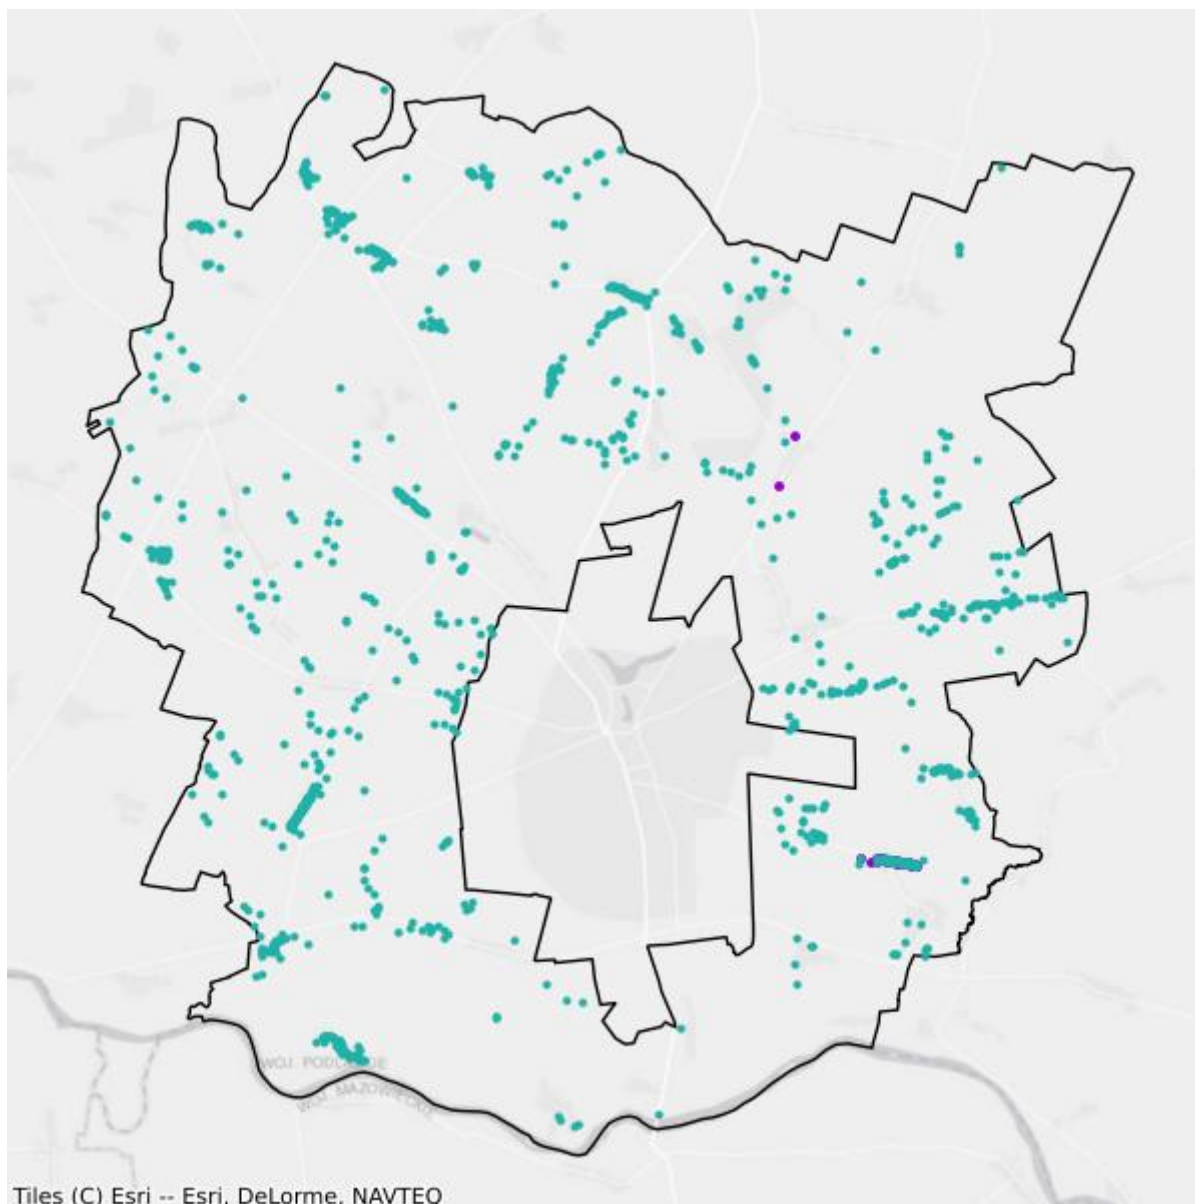 WOJ. PODLASKIE
WOJ. MAZOWIECKIE
Tiles (C) Esri -- Esri, DeLorme, NAVTEQ